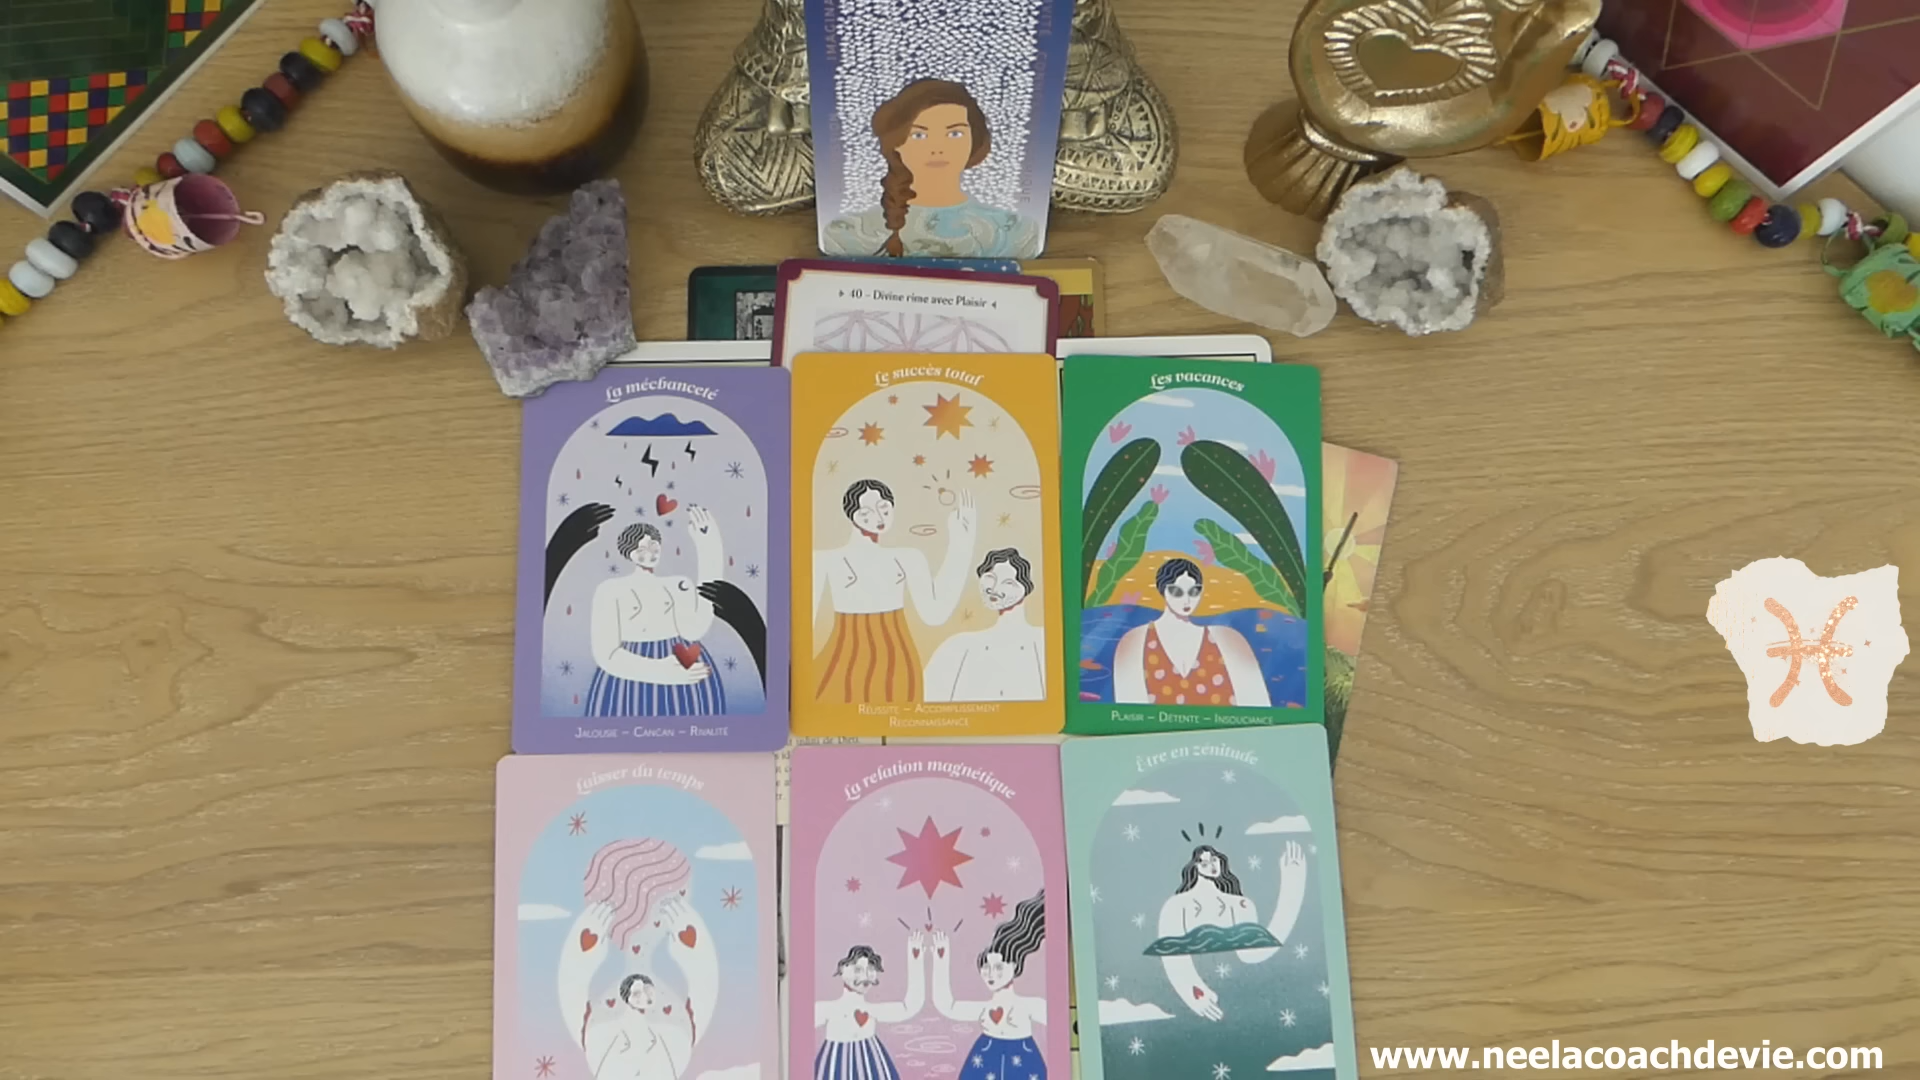 40 - Divine rime avec Plaisir
La méchanceté
Le succès total
Les vacances
Jalousie – Cancan – Rivalité
Réussite – Accomplissement
Reconnaissance
Plaisir – Détente – Insouciance
Laisser du temps
La relation magnétique
Être en zénitude
www.neelacoachdevie.com